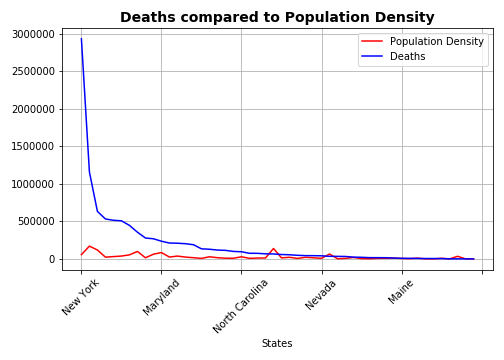 Deaths compared to Population Density
3000000
2500000
2000000
1500000
1000000
500000
0
Population Density
Deaths
New York
Maryland
North Carolina
Nevada
Maine
States